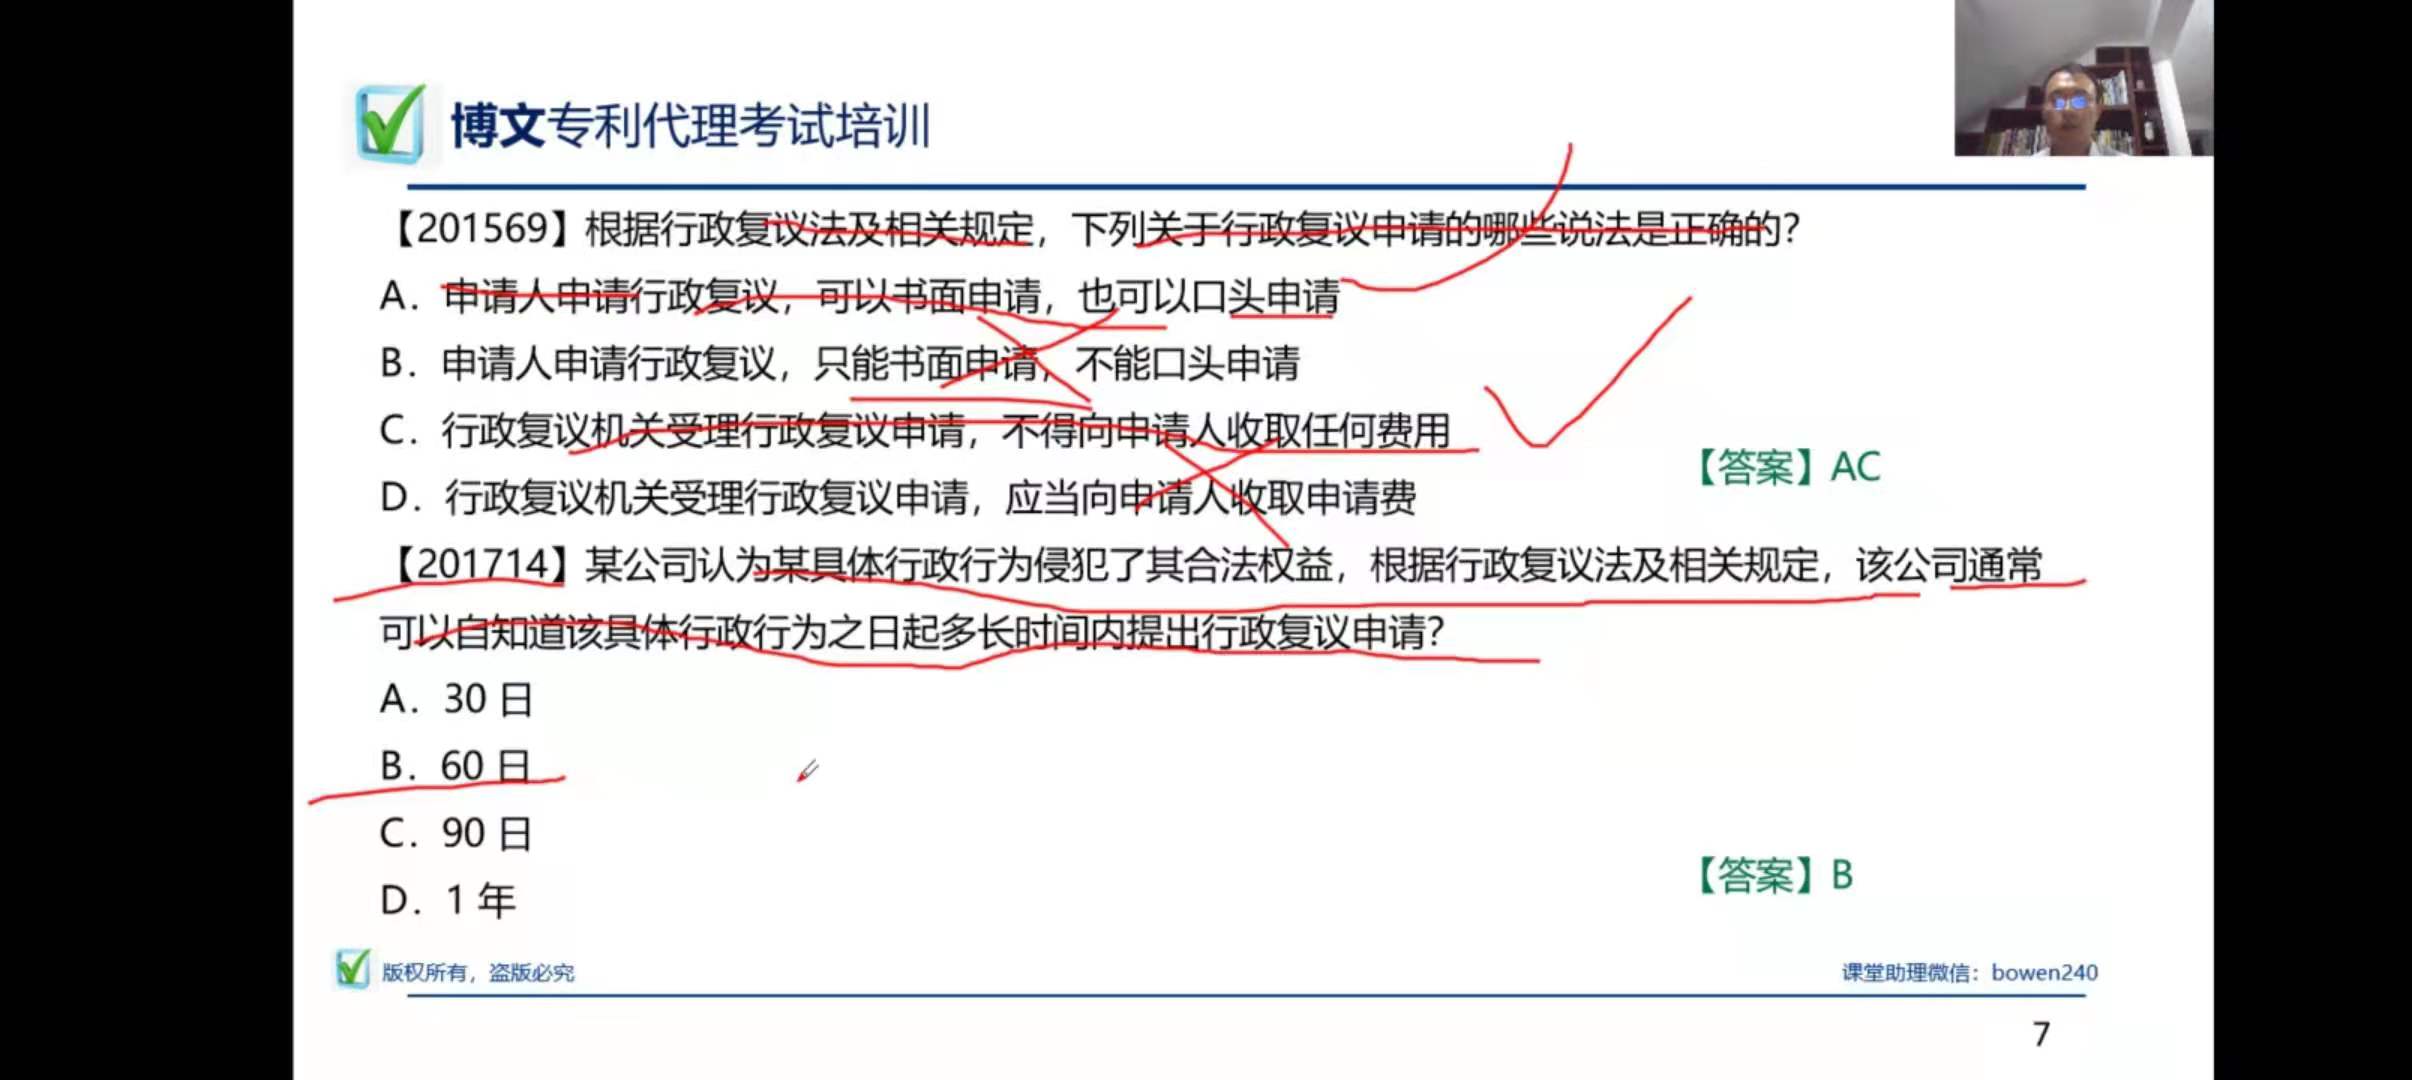 博文专利代理考试培训
【201569】根据行政复议法及相关规定，下列关于行政复议申请的哪些说法是正确的？
A．申请人申请行政复议，可以书面申请，也可以口头申请
B．申请人申请行政复议，只能书面申请，不能口头申请
C．行政复议机关受理行政复议申请，不得向申请人收取任何费用
【答案】AC
D．行政复议机关受理行政复议申请，应当向申请人收取申请费
【201714】某公司认为某具体行政行为侵犯了其合法权益，根据行政复议法及相关规定，该公司通常
可以自知道该具体行政行为之日起多长时间内提出行政复议申请？
A．30 日
B．60 日
C．90 日
【答案】B
D．1 年
版权所有，盗版必究
课堂助理微信：bowen240
7